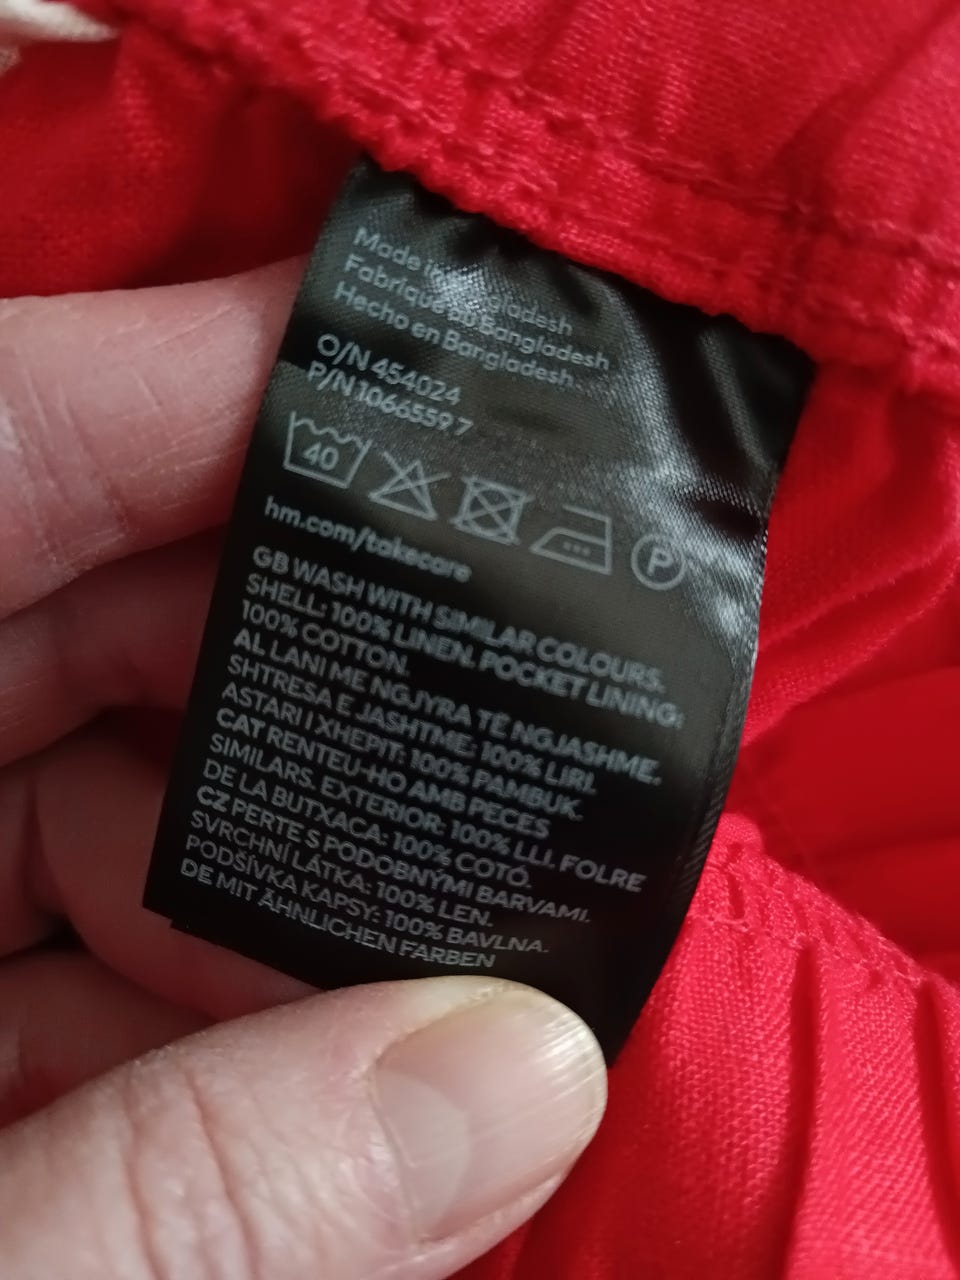 Made in Bangladesh
Fabriqué au Bangladesh
Hecho en Bangladesh
O/N 454024
P/N 1066559 7
40 P
hm.com/takecare
GB WASH WITH SIMILAR COLOURS.
SHELL: 100% LINEN. POCKET LINING:
100% COTTON.
AL LANI ME NGJYRA TË NGJASHME.
SHTRESA E JASHTME: 100% LIRI.
ASTARI I XHEPIT: 100% PAMBUK.
CAT RENTEU-HO AMB PECES
SIMILARS. EXTERIOR: 100% LLI. FOLRE
DE LA BUTXACA: 100% COTÓ.
CZ PERTE S PODOBNÝMI BARVAMI.
SVRCHNÍ LÁTKA: 100% LEN.
PODŠÍVKA KAPSY: 100% BAVLNA.
DE MIT ÄHNLICHEN FARBEN